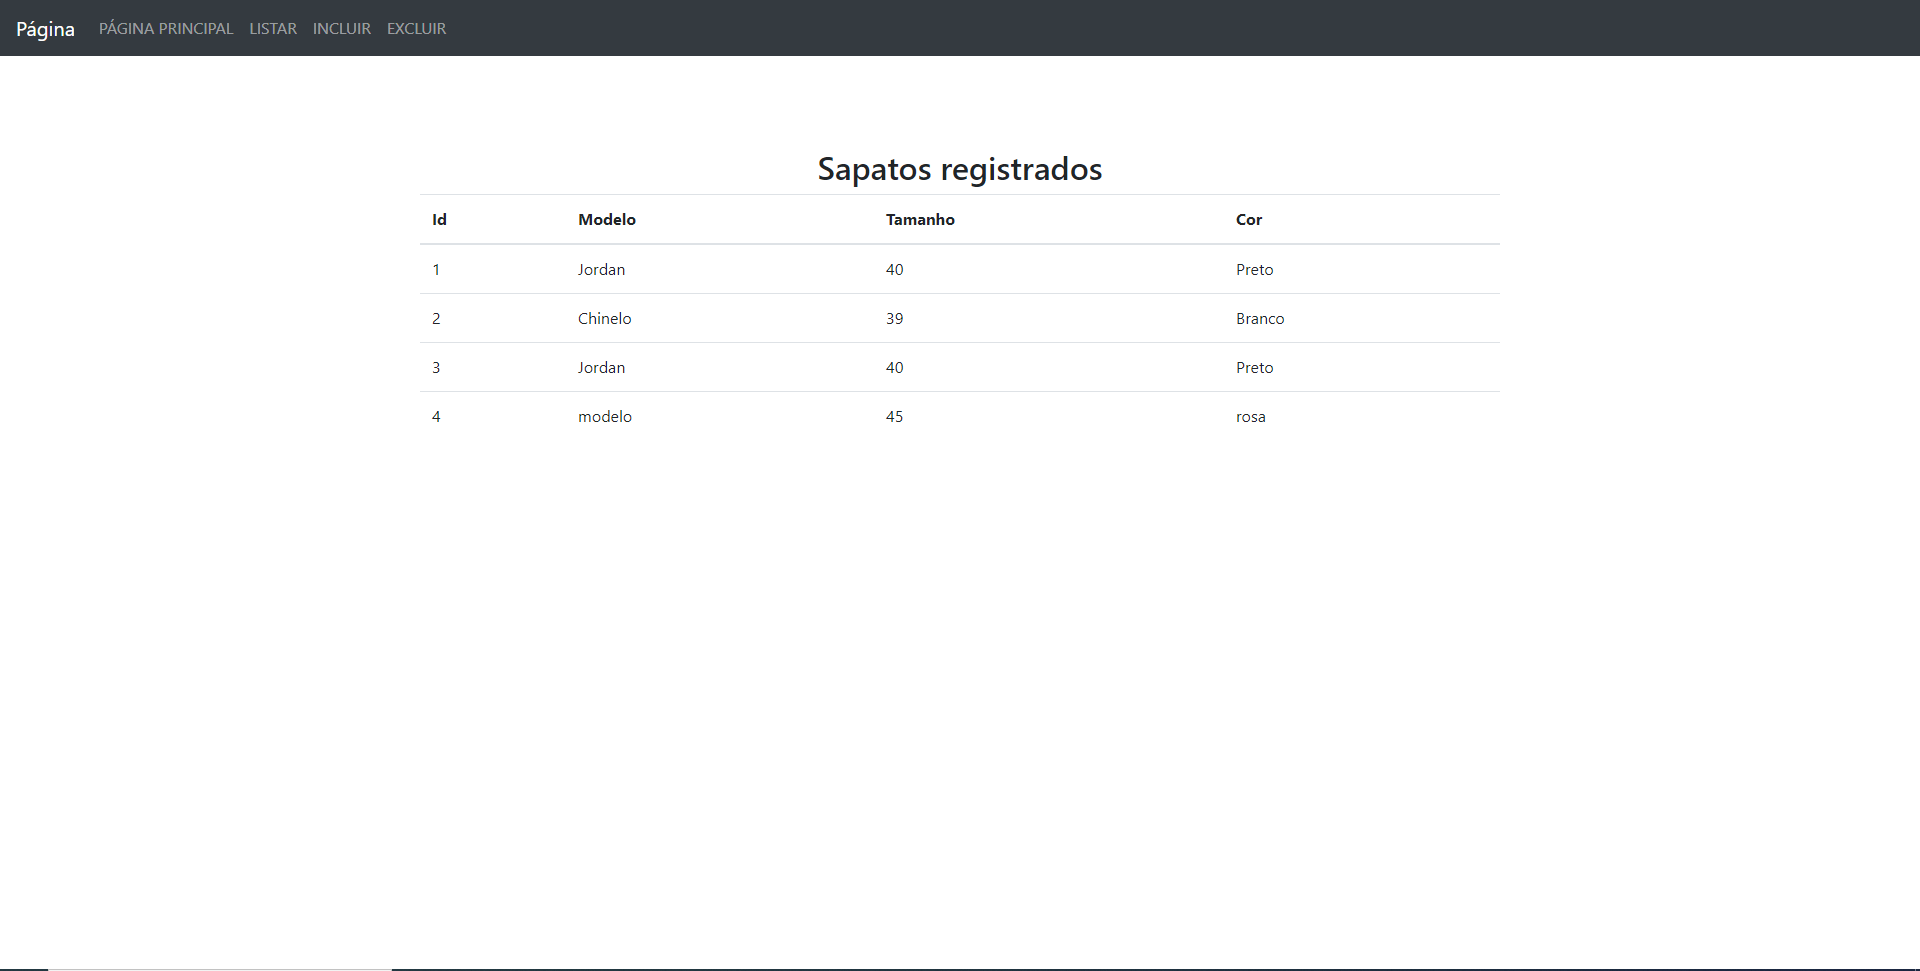 Página PÁGINA PRINCIPAL LISTAR INCLUIR EXCLUIR
Sapatos registrados
Id Modelo Tamanho Cor
1 Jordan 40 Preto
2 Chinelo 39 Branco
3 Jordan 40 Preto
4 modelo 45 rosa